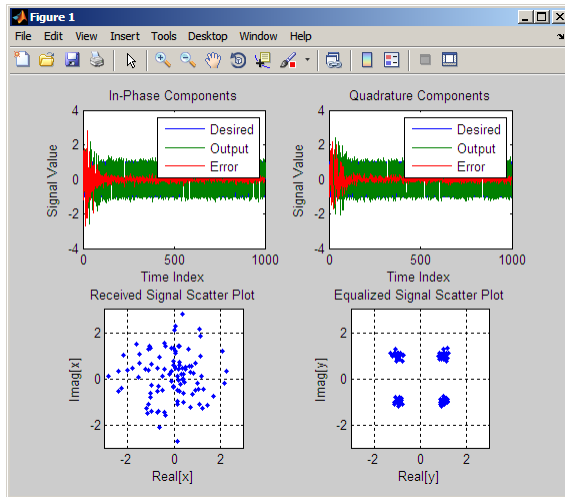 Figure 1
File Edit View Insert Tools Desktop Window Help
In-Phase Components
Signal Value
4
2
0
-2
-4
0 500 1000
Time Index
Desired
Output
Error
Quadrature Components
Signal Value
4
2
0
-2
-4
0 500 1000
Time Index
Desired
Output
Error
Received Signal Scatter Plot
Imag[x]
2
0
-2
-2 0 2
Real[x]
Equalized Signal Scatter Plot
Imag[y]
2
0
-2
-2 0 2
Real[y]